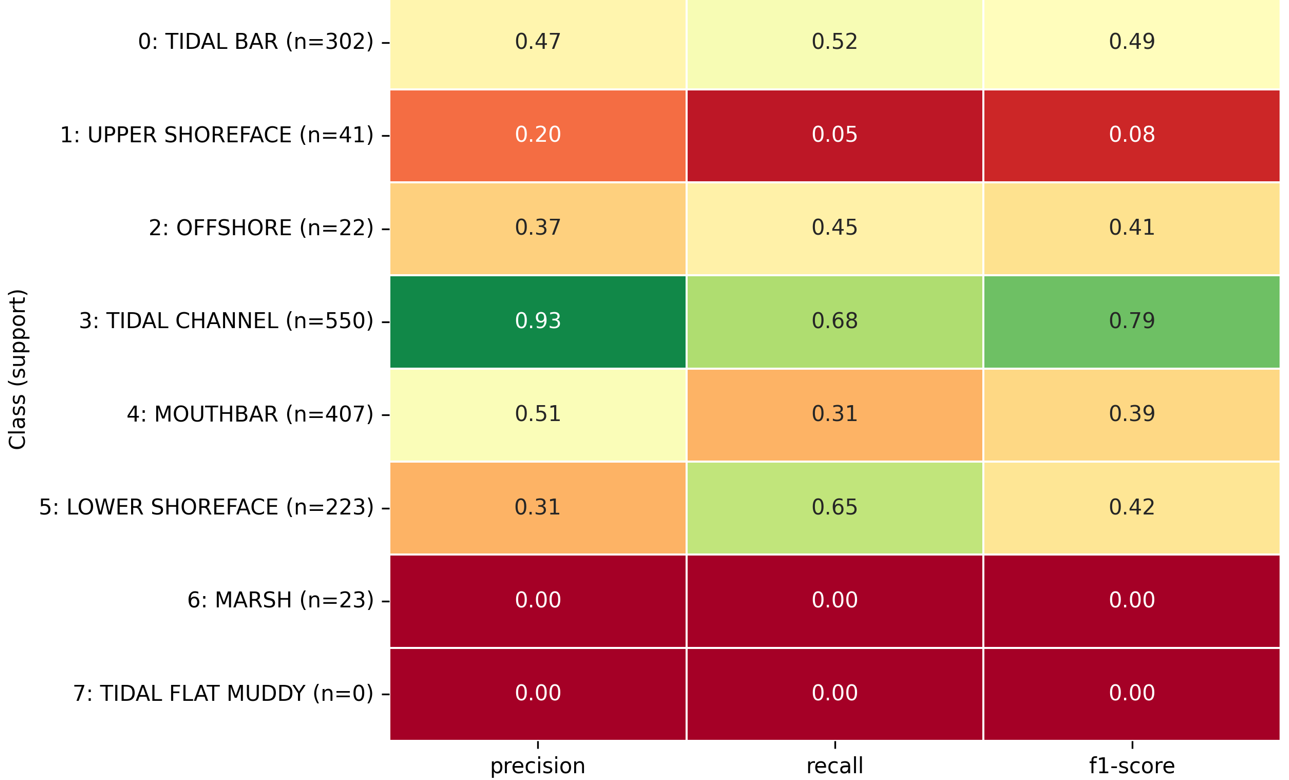 Class (support)
0: TIDAL BAR (n=302) 0.47 0.52 0.49
1: UPPER SHOREFACE (n=41) 0.20 0.05 0.08
2: OFFSHORE (n=22) 0.37 0.45 0.41
3: TIDAL CHANNEL (n=550) 0.93 0.68 0.79
4: MOUTHBAR (n=407) 0.51 0.31 0.39
5: LOWER SHOREFACE (n=223) 0.31 0.65 0.42
6: MARSH (n=23) 0.00 0.00 0.00
7: TIDAL FLAT MUDDY (n=0) 0.00 0.00 0.00
precision recall f1-score